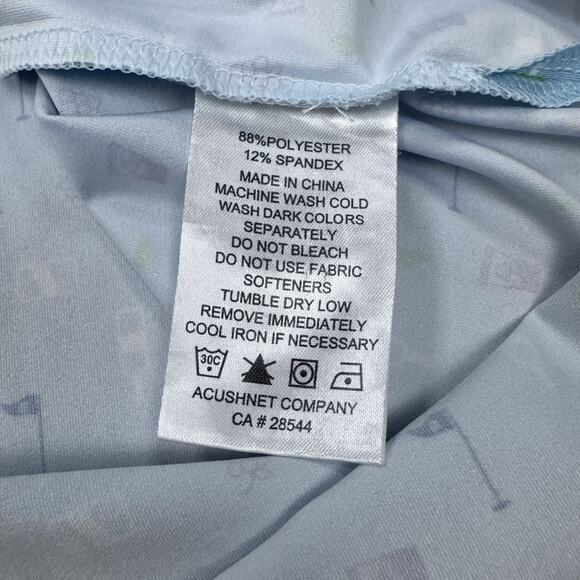 88%POLYESTER
12% SPANDEX
MADE IN CHINA
MACHINE WASH COLD
WASH DARK COLORS
SEPARATELY
DO NOT BLEACH
DO NOT USE FABRIC
SOFTENERS
TUMBLE DRY LOW
REMOVE IMMEDIATELY
COOL IRON IF NECESSARY
30C
ACUSHNET COMPANY
CA # 28544